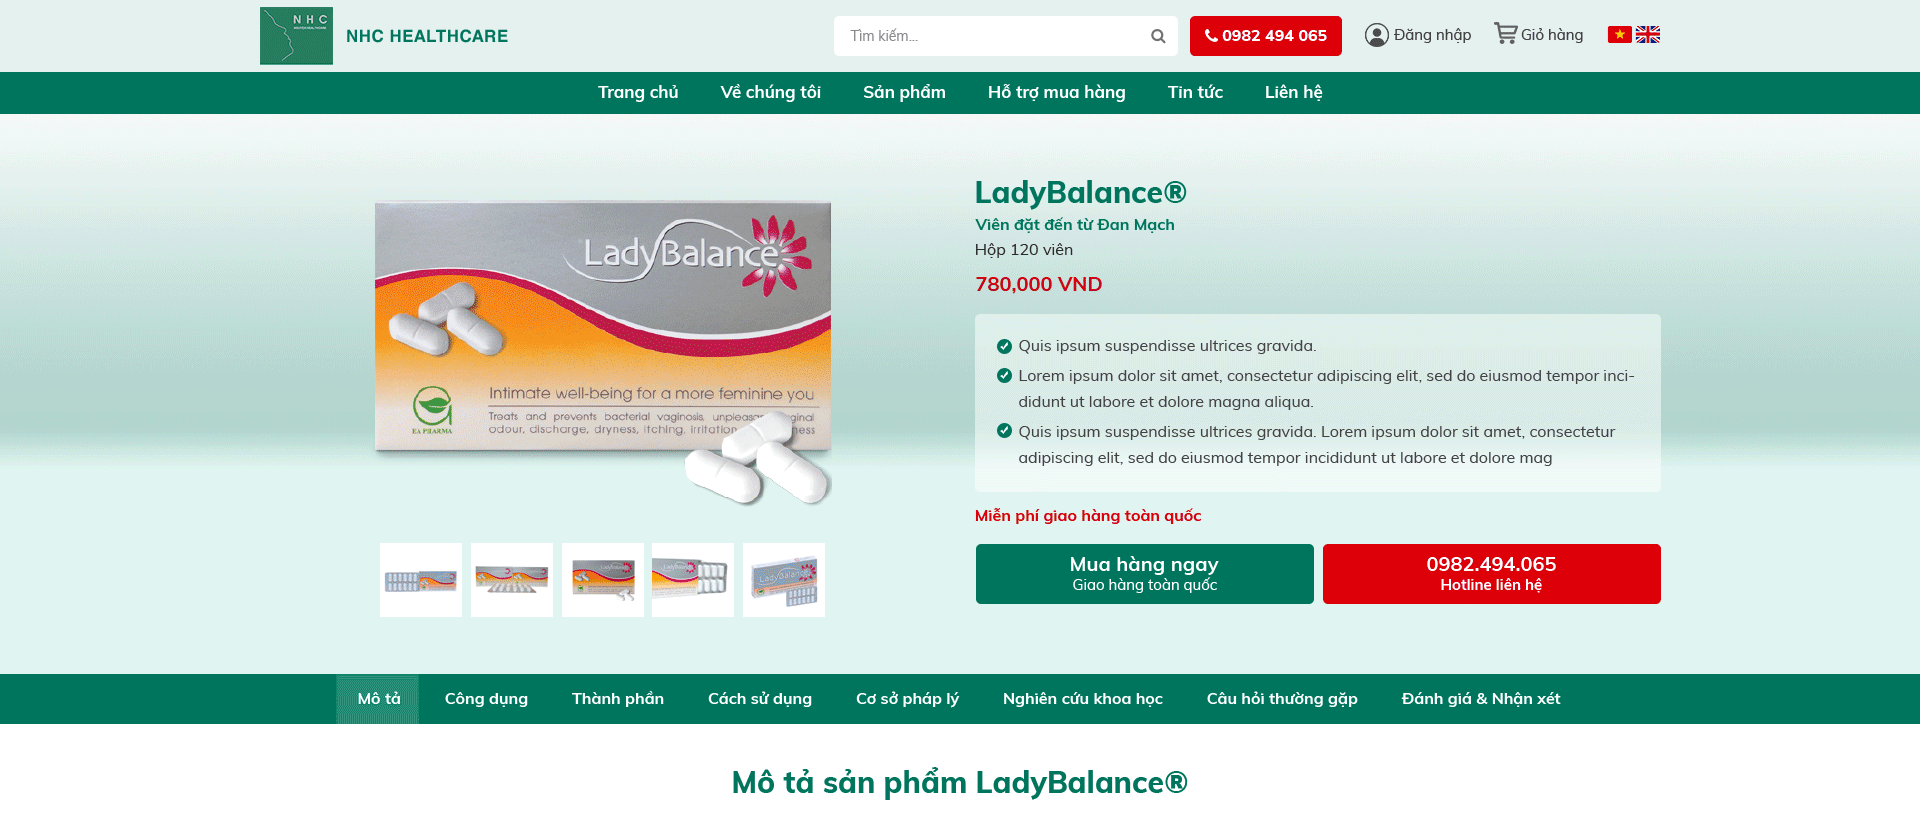 NHC
NHC HEALTHCARE
Tìm kiếm...
0982 494 065
Đăng nhập
Giỏ hàng
Trang chủ
Về chúng tôi
Sản phẩm
Hỗ trợ mua hàng
Tin tức
Liên hệ
LadyBalance
Intimate well-being for a more feminine you
Treats and prevents bacterial vaginosis, unpleasant vaginal
odour, discharge, dryness, itching, irritation
EA PHARMA
LadyBalance®
Viên đặt đến từ Đan Mạch
Hộp 120 viên
780,000 VND
Quis ipsum suspendisse ultrices gravida.
Lorem ipsum dolor sit amet, consectetur adipiscing elit, sed do eiusmod tempor inci-
didunt ut labore et dolore magna aliqua.
Quis ipsum suspendisse ultrices gravida. Lorem ipsum dolor sit amet, consectetur
adipiscing elit, sed do eiusmod tempor incididunt ut labore et dolore mag
Miễn phí giao hàng toàn quốc
Mua hàng ngay
Giao hàng toàn quốc
0982.494.065
Hotline liên hệ
Mô tả
Công dụng
Thành phần
Cách sử dụng
Cơ sở pháp lý
Nghiên cứu khoa học
Câu hỏi thường gặp
Đánh giá & Nhận xét
Mô tả sản phẩm LadyBalance®